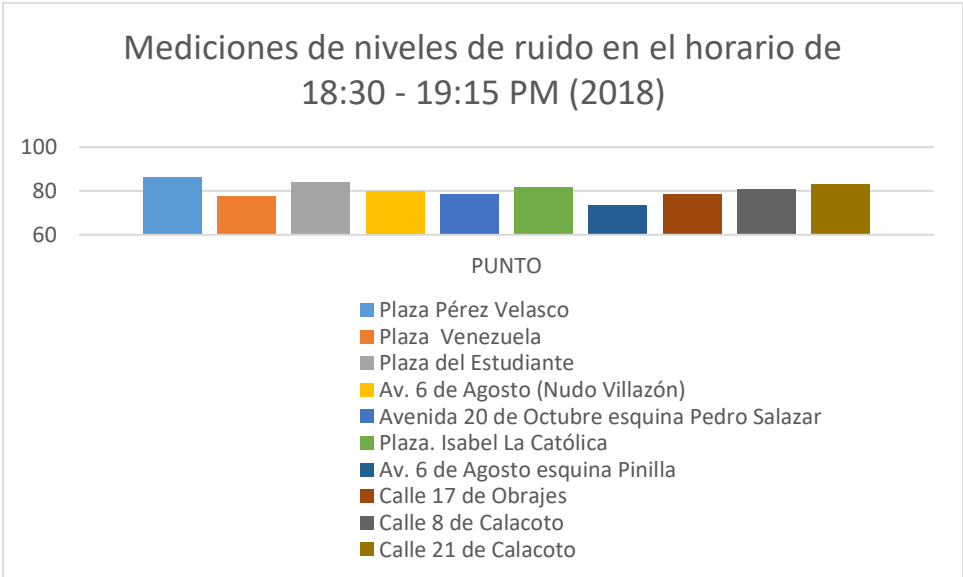 Mediciones de niveles de ruido en el horario de
18:30 - 19:15 PM (2018)
100
80
60
PUNTO
Plaza Pérez Velasco
Plaza  Venezuela
Plaza del Estudiante
Av. 6 de Agosto (Nudo Villazón)
Avenida 20 de Octubre esquina Pedro Salazar
Plaza. Isabel La Católica
Av. 6 de Agosto esquina Pinilla
Calle 17 de Obrajes
Calle 8 de Calacoto
Calle 21 de Calacoto